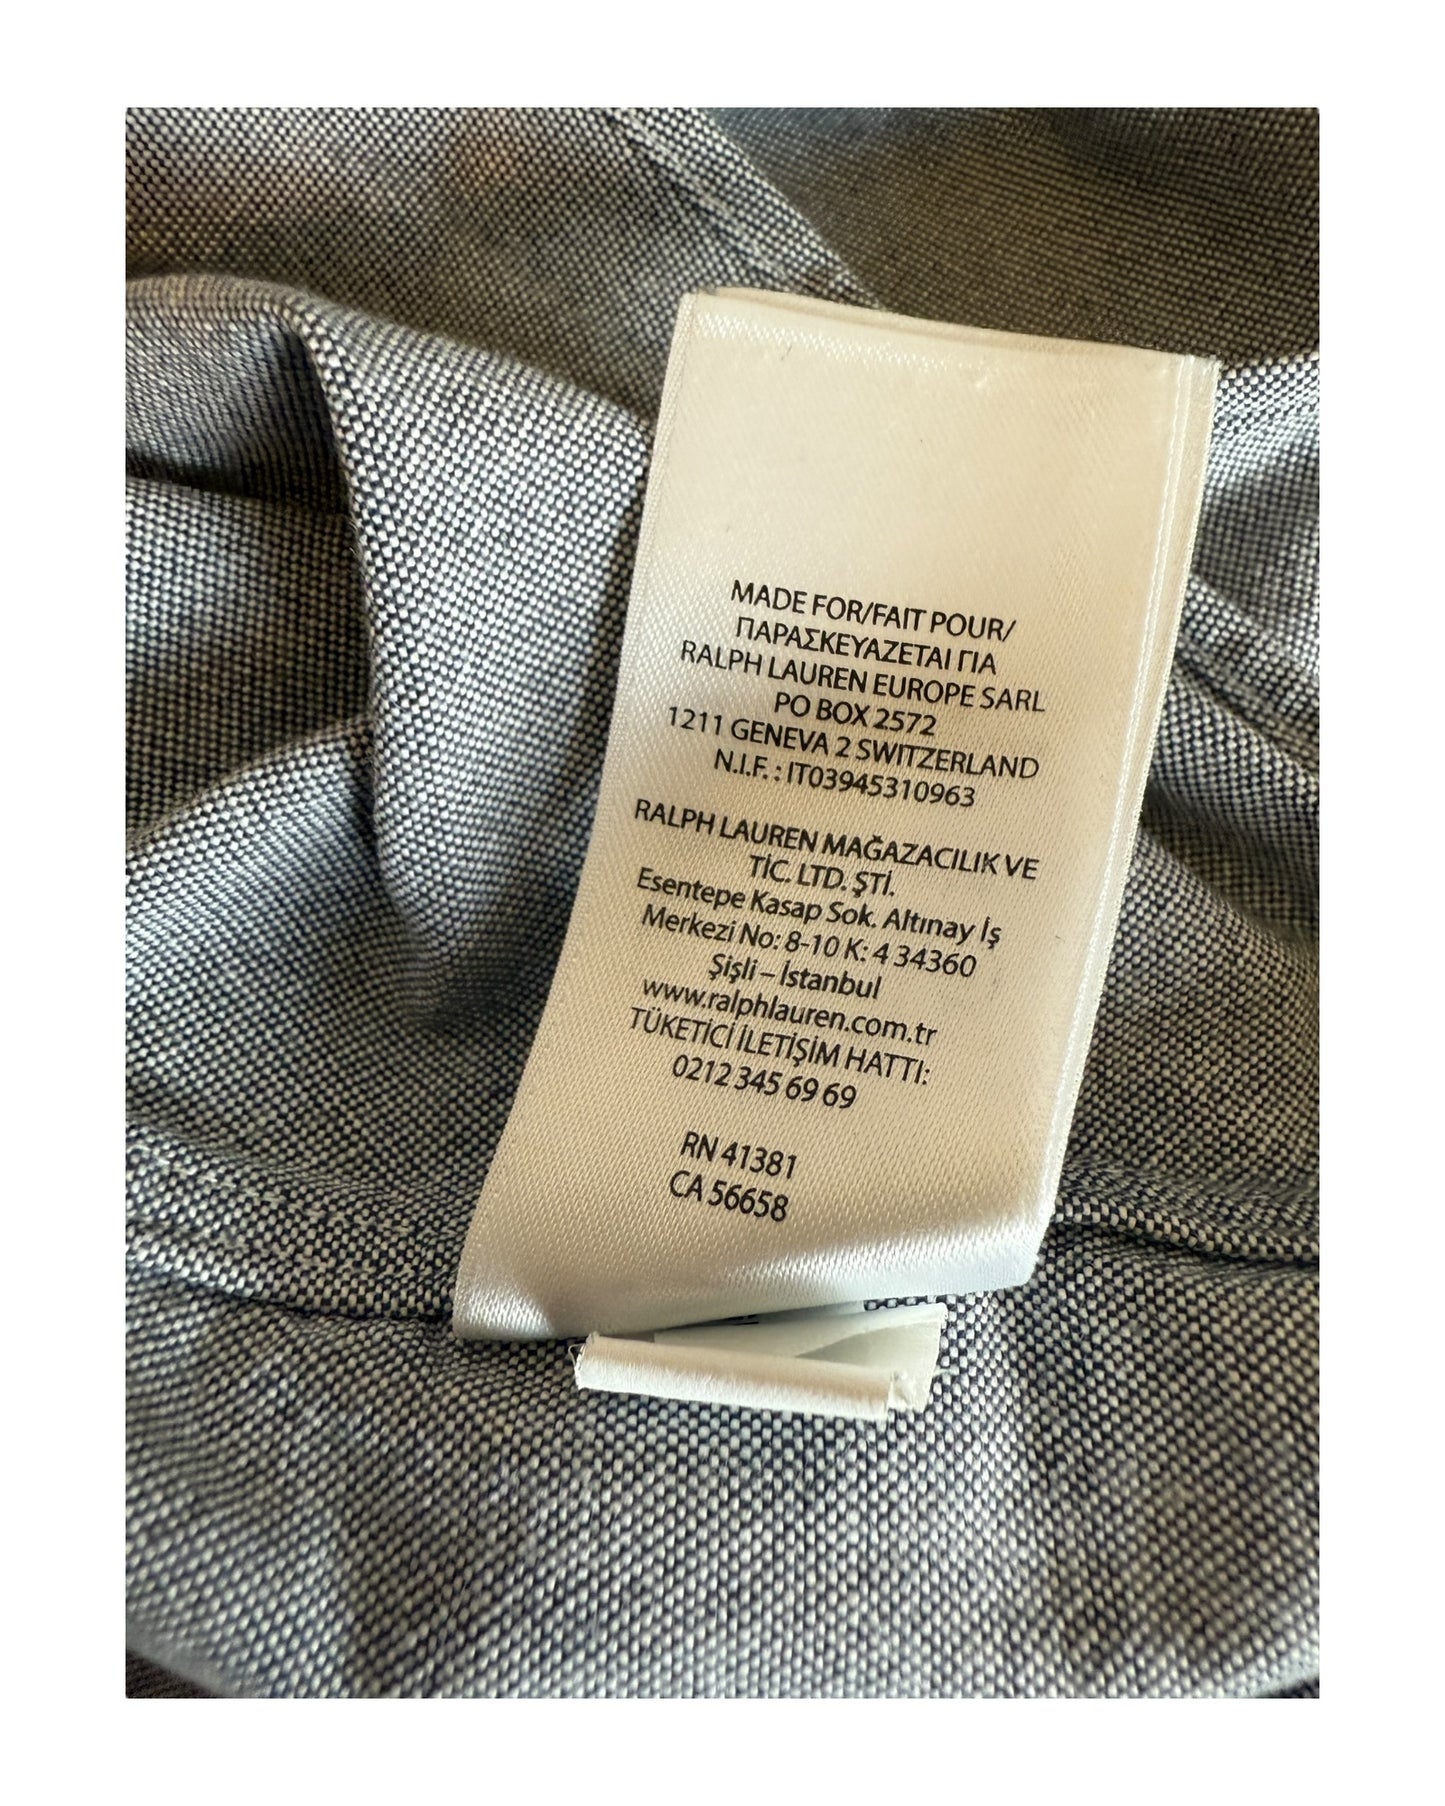 MADE FOR/FAIT POUR/
ΠΑΡΑΣΚΕΥΑΖΕΤΑΙ ΓΙΑ
RALPH LAUREN EUROPE SARL
PO BOX 2572
1211 GENEVA 2 SWITZERLAND
N.I.F. : IT03945310963
RALPH LAUREN MAĞAZACILIK VE
TİC. LTD. ŞTİ.
Esentepe Kasap Sok. Altınay İş
Merkezi No: 8-10 K: 4 34360
Şişli – İstanbul
www.ralphlauren.com.tr
TÜKETİCİ İLETİŞİM HATTI:
0212 345 69 69
RN 41381
CA 56658